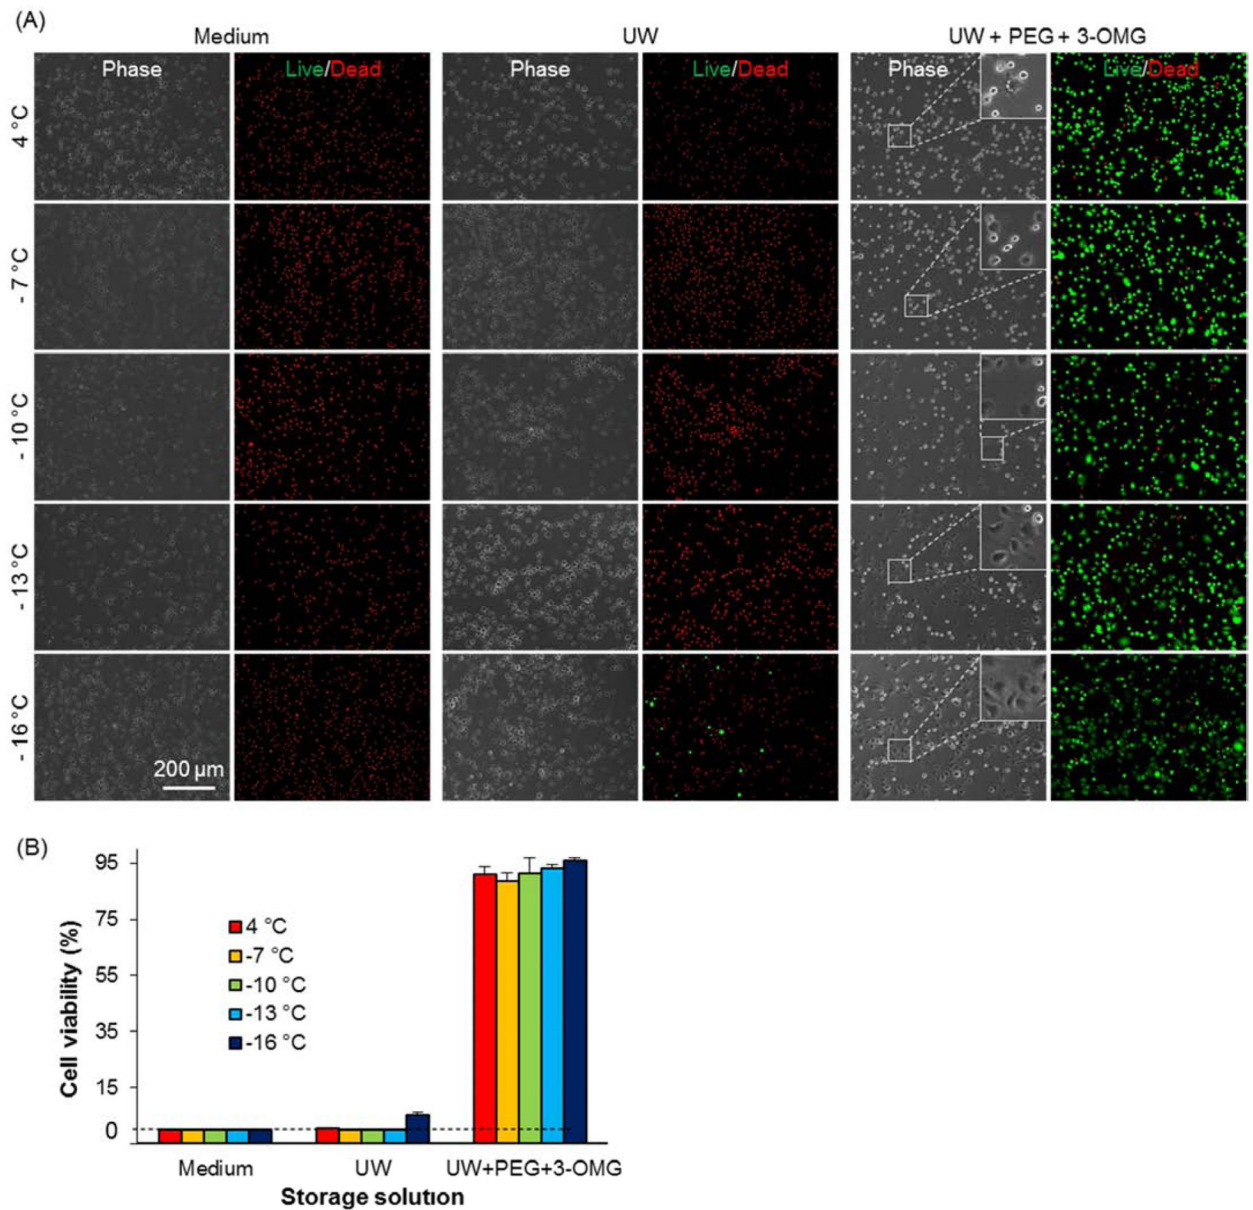 (A)
Medium UW UW + PEG + 3-OMG
Phase Live/Dead Phase Live/Dead Phase Live/Dead
4 °C
- 7 °C
- 10 °C
- 13 °C
- 16 °C
200 µm
(B)
Cell viability (%)
95
75
55
35
15
0
4 °C
-7 °C
-10 °C
-13 °C
-16 °C
Medium UW UW+PEG+3-OMG
Storage solution